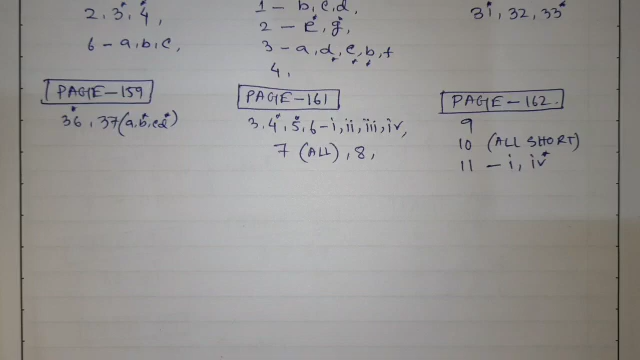 2, 3*, 4*,
6 - a, b, c,
1 - b, c, d,
2 - e*, g*,
3 - a, d*, c*, b*, f
4,
31*, 32, 33*
PAGE-159
36*, 37(a, b*, cd*)
PAGE-161
3, 4*, 5*, 6-i, ii, iii, iv,
7 (ALL), 8,
PAGE-162.
9
10 (ALL SHORT)
11 - i, iv*